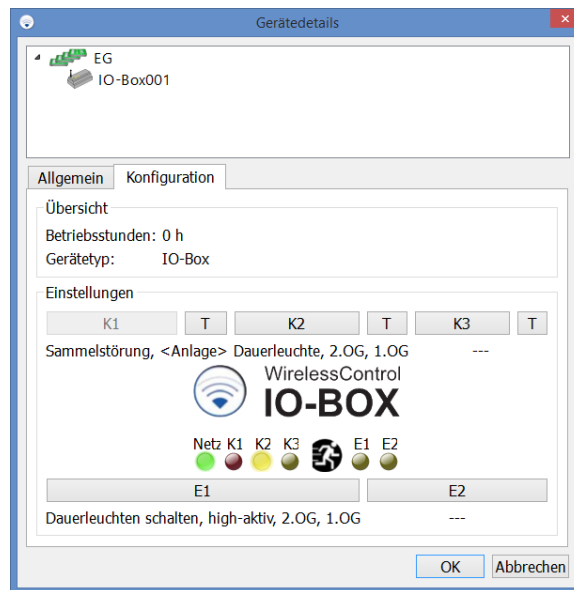 Gerätedetails
EG
IO-Box001
Allgemein Konfiguration
Übersicht
Betriebsstunden: 0 h
Gerätetyp: IO-Box
Einstellungen
K1 T K2 T K3 T
Sammelstörung, <Anlage> Dauerleuchte, 2.OG, 1.OG ---
WirelessControl
IO-BOX
Netz K1 K2 K3 E1 E2
E1 E2
Dauerleuchten schalten, high-aktiv, 2.OG, 1.OG ---
OK Abbrechen